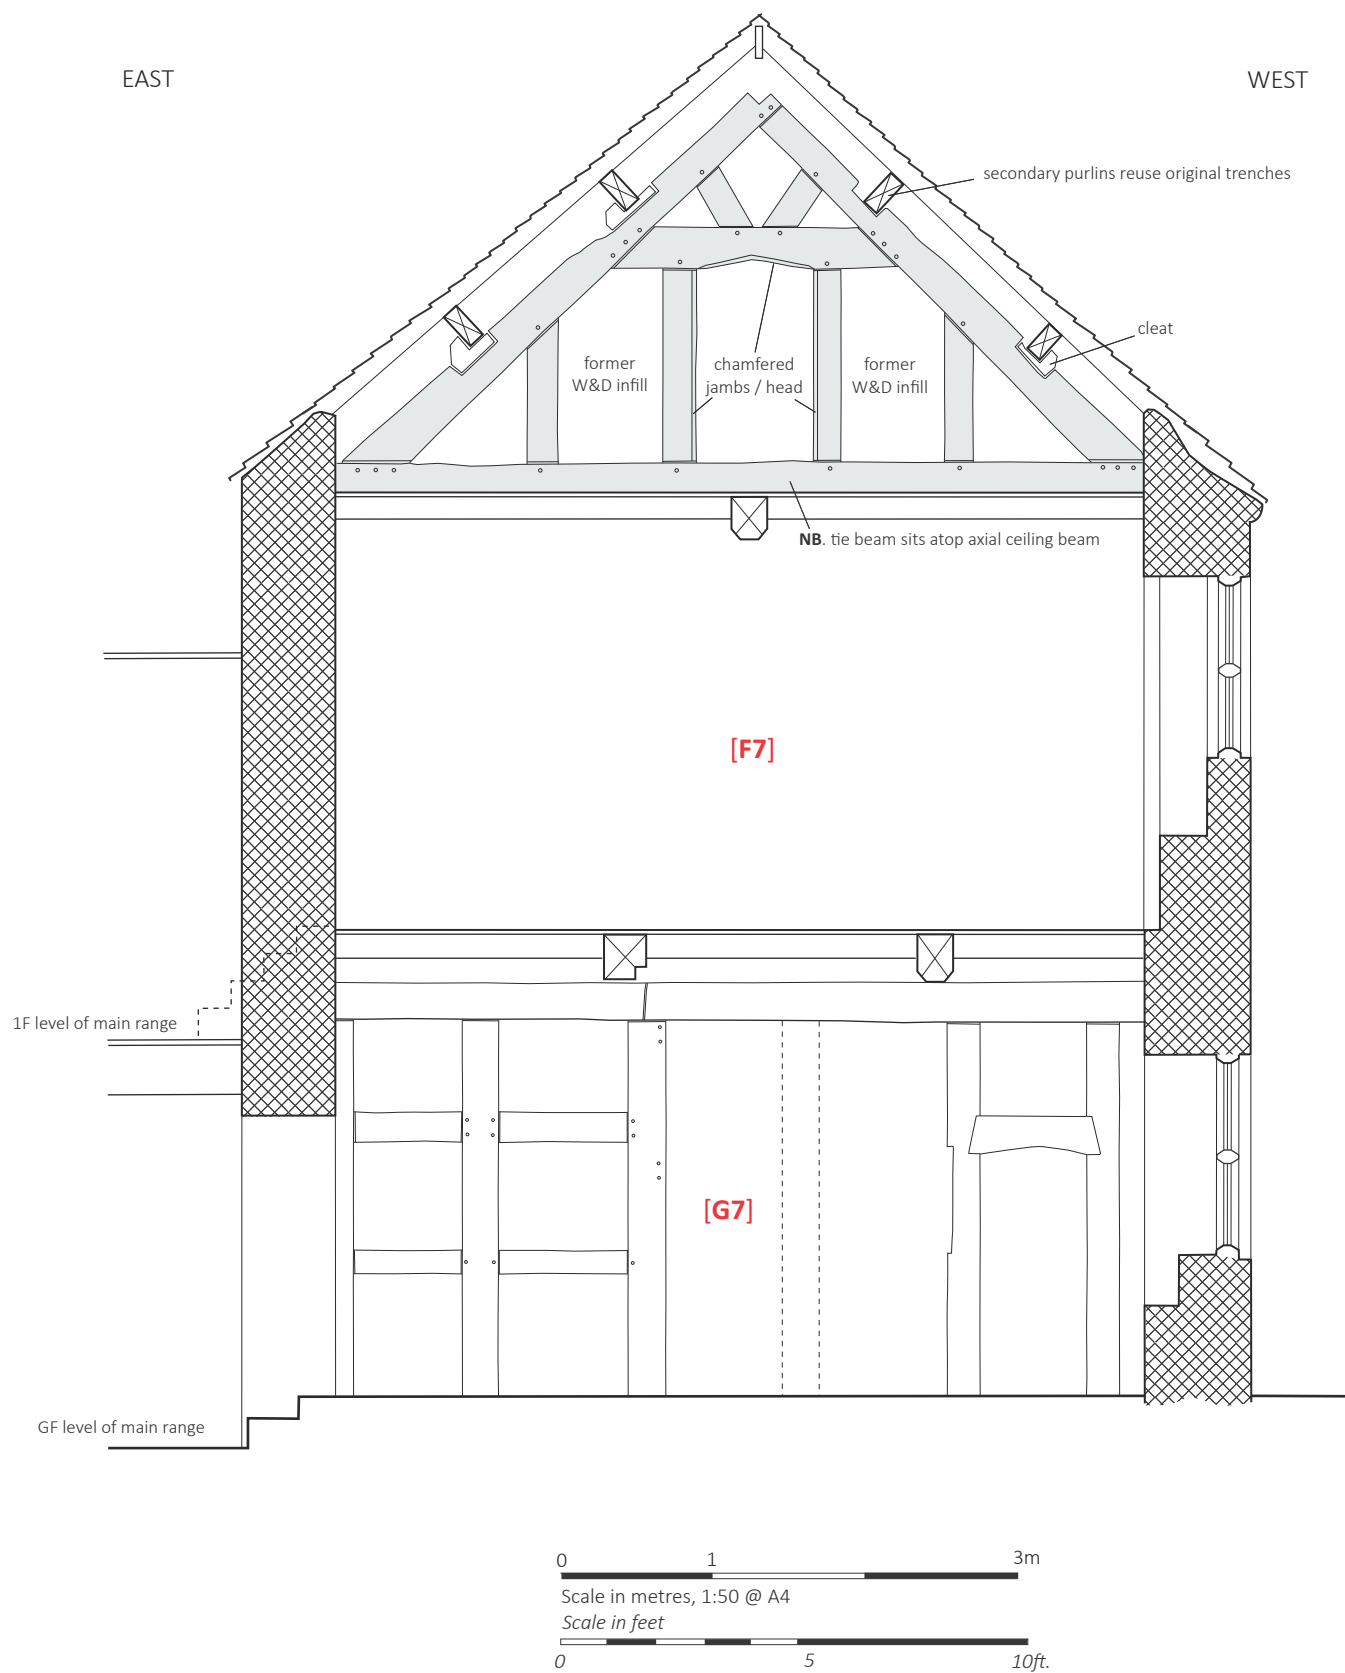 EAST
WEST
secondary purlins reuse original trenches
cleat
former
W&D infill
chamfered
jambs / head
former
W&D infill
NB. tie beam sits atop axial ceiling beam
[F7]
1F level of main range
[G7]
GF level of main range
0 1 3m
Scale in metres, 1:50 @ A4
Scale in feet
0 5 10ft.